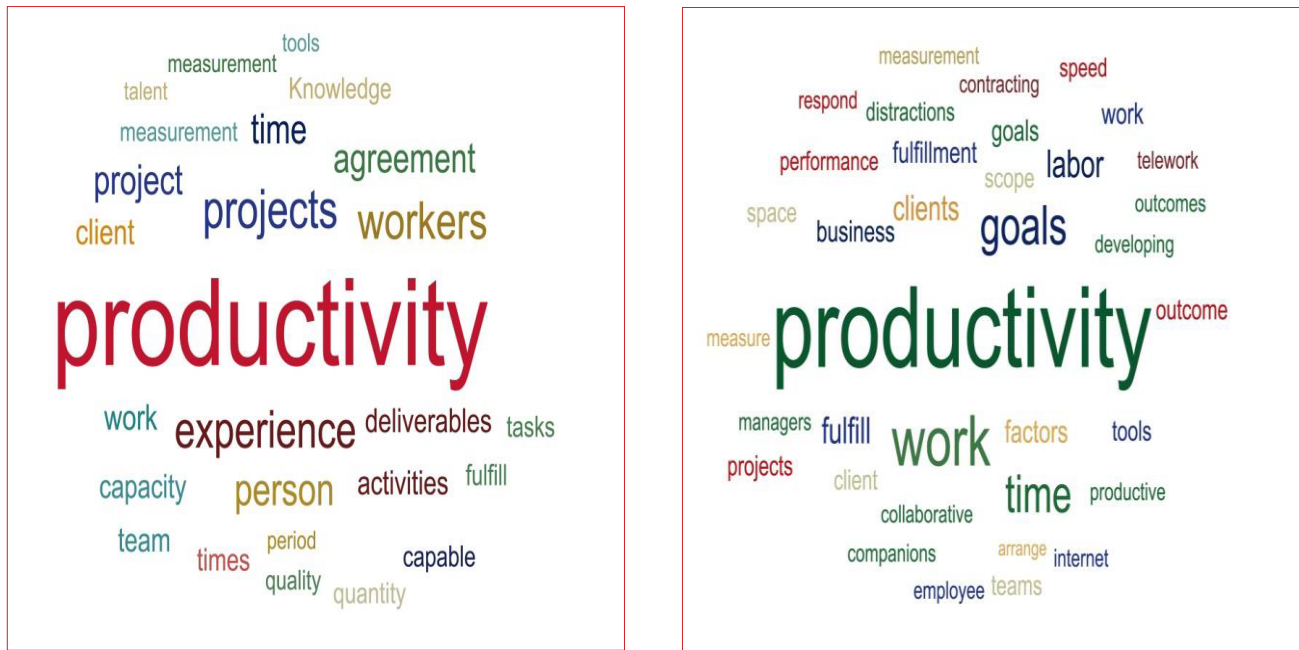 tools
measurement
talent Knowledge
measurement time
agreement
project
projects workers
client
productivity
work experience deliverables tasks
capacity person activities fulfill
team times period capable
quality quantity
measurement
contracting speed
respond distractions goals work
performance fulfillment labor telework
scope
space clients outcomes
business goals developing
measure productivity outcome
managers fulfill work factors tools
projects client time productive
collaborative
companions arrange internet
employee teams